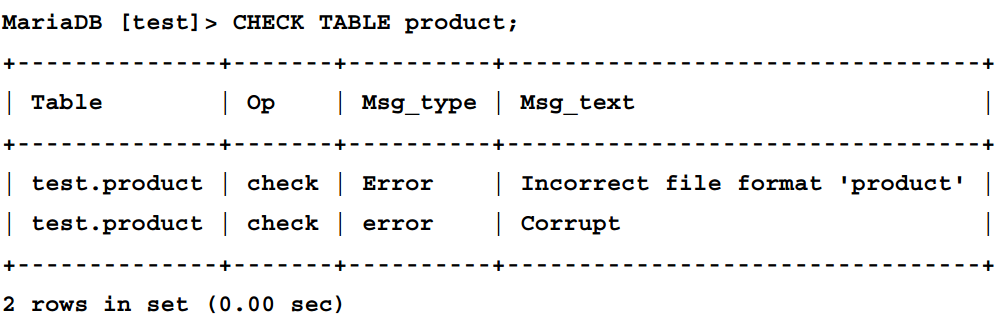 MariaDB [test]> CHECK TABLE product;
+--------------+-------+----------+---------------------------------+
| Table        | Op    | Msg_type | Msg_text                        |
+--------------+-------+----------+---------------------------------+
| test.product | check | Error    | Incorrect file format 'product' |
| test.product | check | error    | Corrupt                         |
+--------------+-------+----------+---------------------------------+
2 rows in set (0.00 sec)